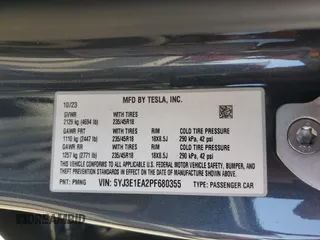 MFD BY TESLA, INC.
10/23
GVWR WITH TIRES
2129 kg (4694 lb) 235/45R18
GAWR FRT WITH TIRES RIM COLD TIRE PRESSURE
1110 kg (2447 lb) 235/45R18 18X8.5J 290 kPa, 42 psi
GAWR RR WITH TIRES RIM COLD TIRE PRESSURE
1257 kg (2771 lb) 235/45R18 18X8.5J 290 kPa, 42 psi
THIS VEHICLE CONFORMS TO ALL APPLICABLE FEDERAL MOTOR VEHICLE SAFETY, BUMPER, AND THEFT
PREVENTION STANDARDS IN EFFECT ON THE DATE OF MANUFACTURE SHOWN ABOVE.
PNT: PMNG VIN: 5YJ3E1EA2PF680355 TYPE: PASSENGER CAR